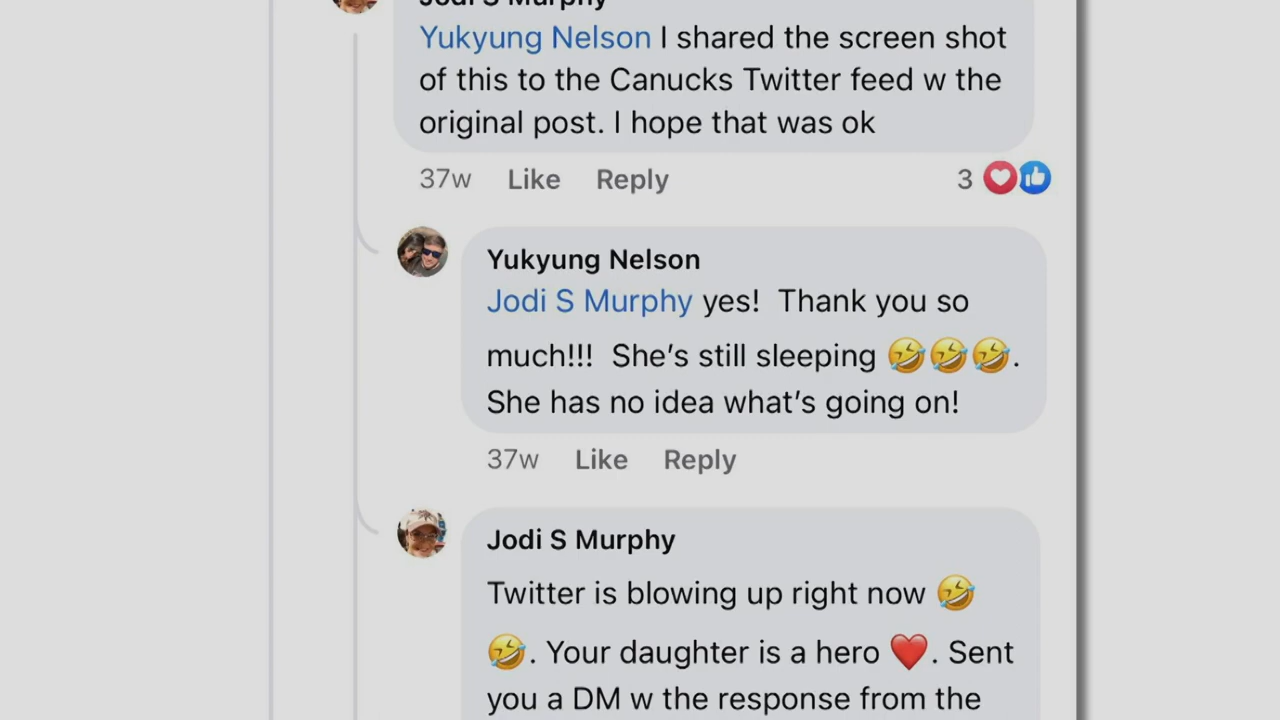 Jodi S Murphy
Yukyung Nelson I shared the screen shot
of this to the Canucks Twitter feed w the
original post. I hope that was ok
37w Like Reply 3
Yukyung Nelson
Jodi S Murphy yes! Thank you so
much!!! She's still sleeping 🤣🤣🤣.
She has no idea what's going on!
37w Like Reply
Jodi S Murphy
Twitter is blowing up right now 🤣
🤣. Your daughter is a hero ❤️. Sent
you a DM w the response from the